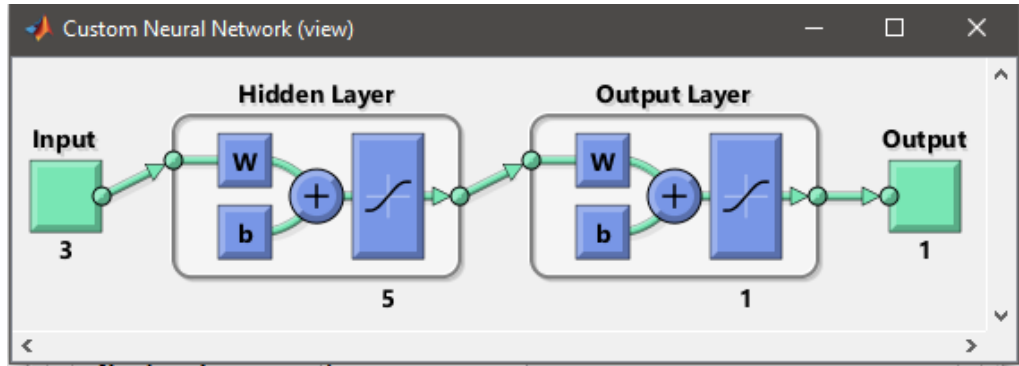 Custom Neural Network (view)
Hidden Layer
Output Layer
Input
Output
W
b
W
b
3
5
1
1